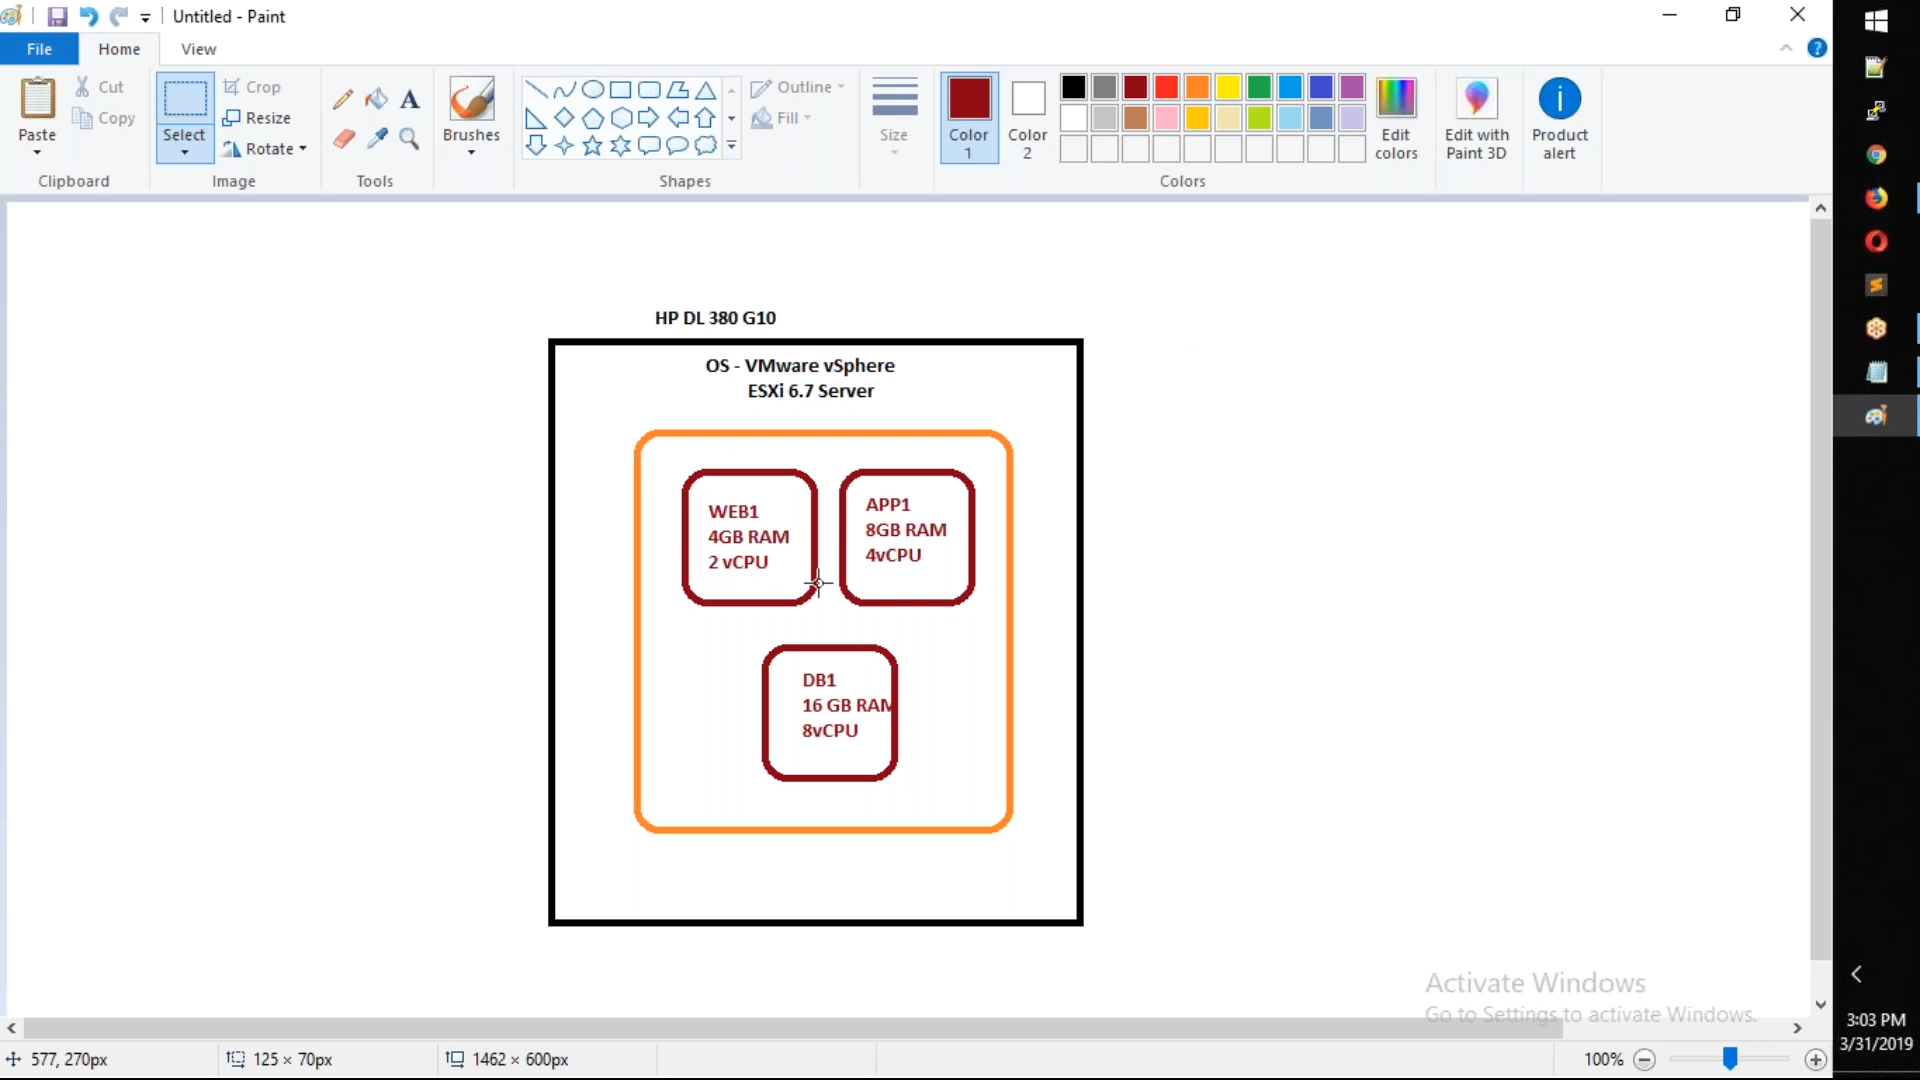 Untitled - Paint
File
Home
View
Paste
Cut
Copy
Clipboard
Select
Crop
Resize
Rotate
Image
Tools
Brushes
Shapes
Outline
Fill
Size
Color 1
Color 2
Colors
Edit colors
Edit with Paint 3D
Product alert
HP DL 380 G10
OS - VMware vSphere
ESXi 6.7 Server
WEB1
4GB RAM
2 vCPU
APP1
8GB RAM
4vCPU
DB1
16 GB RAM
8vCPU
Activate Windows
Go to Settings to activate Windows.
577, 270px
125 × 70px
1462 × 600px
100%
3:03 PM
3/31/2019